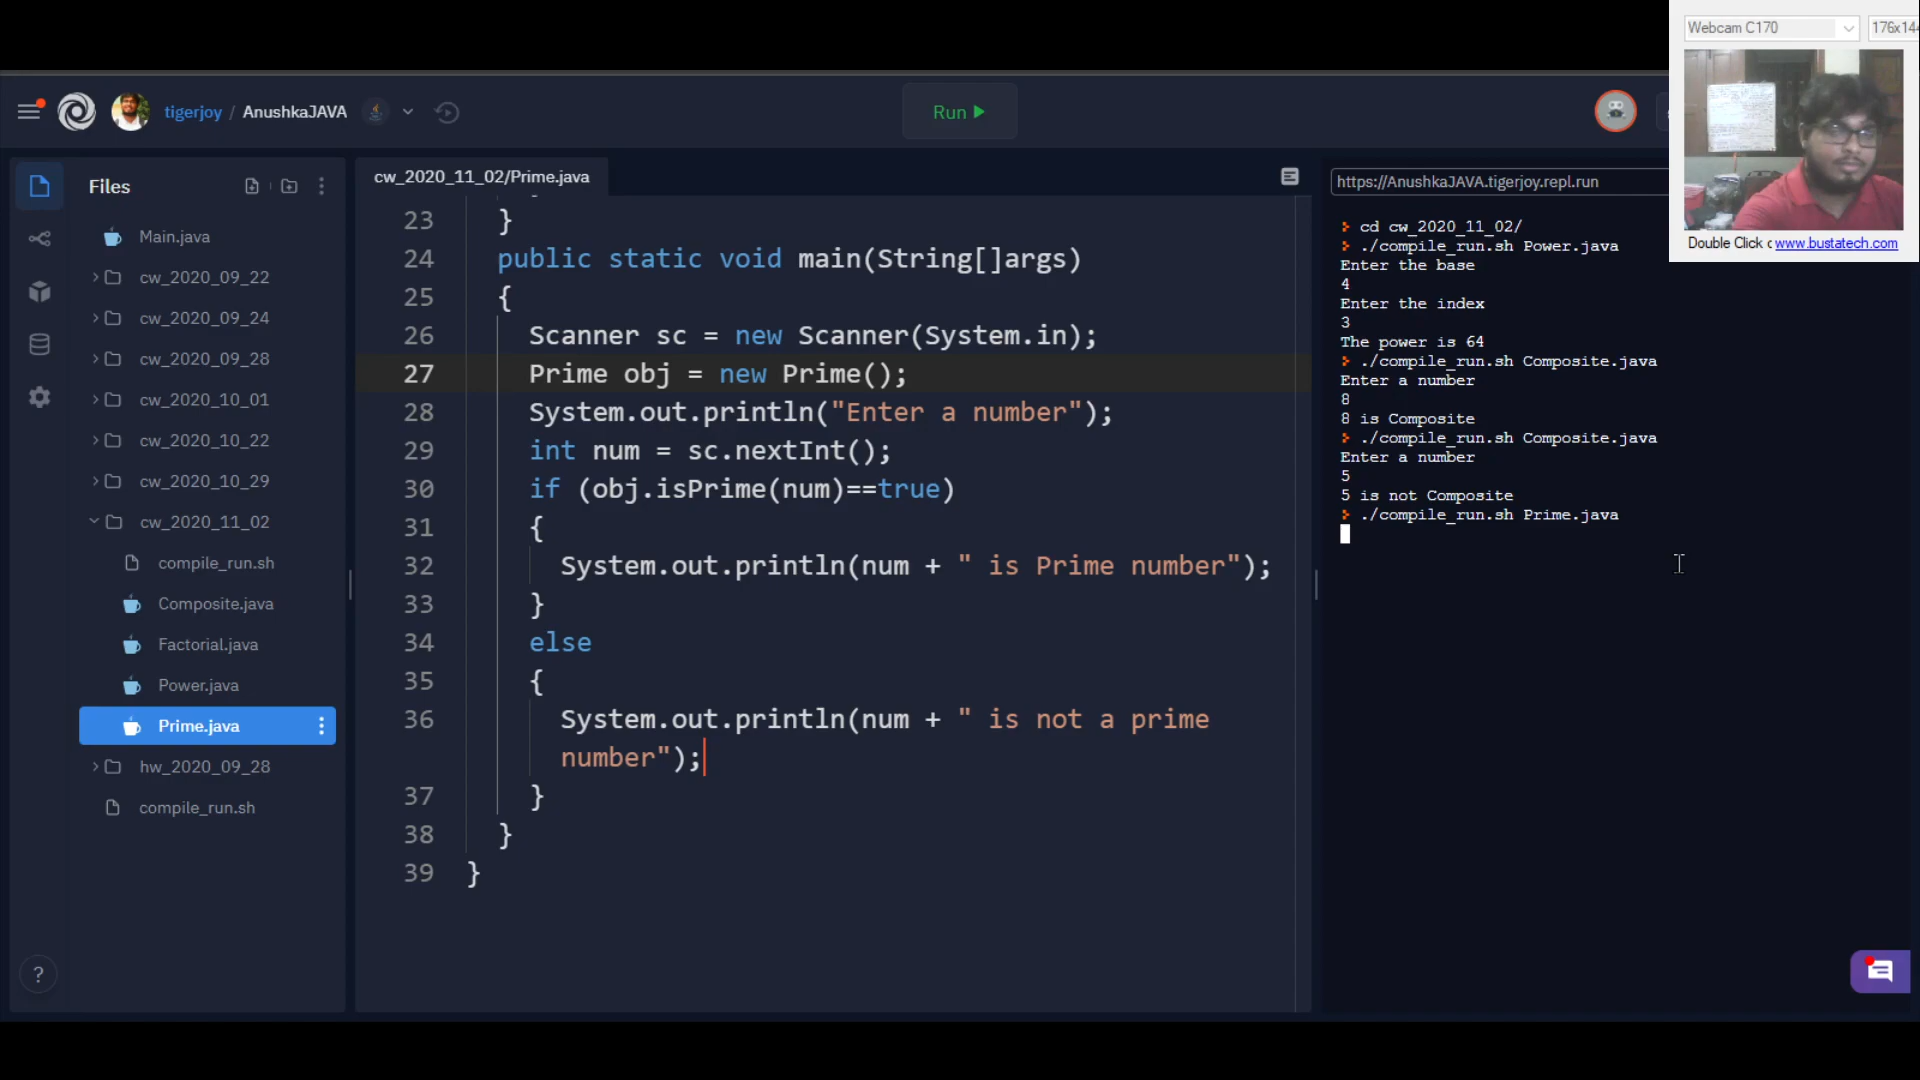 Webcam C170
176x144
Double Click
www.bustatech.com
tigerjoy / AnushkaJAVA
Run
Files
Main.java
cw_2020_09_22
cw_2020_09_24
cw_2020_09_28
cw_2020_10_01
cw_2020_10_22
cw_2020_10_29
cw_2020_11_02
compile_run.sh
Composite.java
Factorial.java
Power.java
Prime.java
hw_2020_09_28
compile_run.sh
?
cw_2020_11_02/Prime.java
23 }
24 public static void main(String[]args)
25 {
26 Scanner sc = new Scanner(System.in);
27 Prime obj = new Prime();
28 System.out.println("Enter a number");
29 int num = sc.nextInt();
30 if (obj.isPrime(num)==true)
31 {
32 System.out.println(num + " is Prime number");
33 }
34 else
35 {
36 System.out.println(num + " is not a prime
number");
37 }
38 }
39 }
https://AnushkaJAVA.tigerjoy.repl.run
cd cw_2020_11_02/
./compile_run.sh Power.java
Enter the base
4
Enter the index
3
The power is 64
./compile_run.sh Composite.java
Enter a number
8
8 is Composite
./compile_run.sh Composite.java
Enter a number
5
5 is not Composite
./compile_run.sh Prime.java